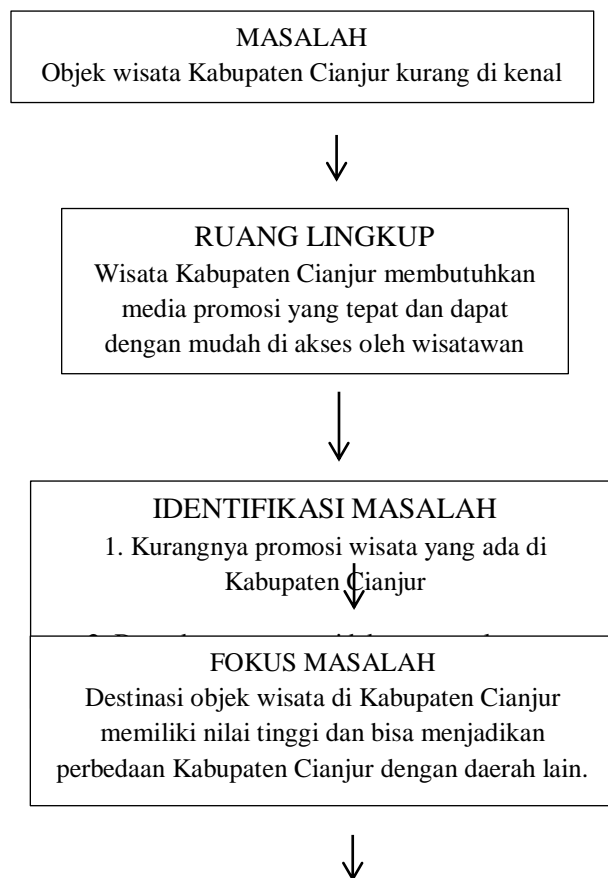 MASALAH
Objek wisata Kabupaten Cianjur kurang di kenal
RUANG LINGKUP
Wisata Kabupaten Cianjur membutuhkan
media promosi yang tepat dan dapat
dengan mudah di akses oleh wisatawan
IDENTIFIKASI MASALAH
1. Kurangnya promosi wisata yang ada di
Kabupaten Cianjur
FOKUS MASALAH
Destinasi objek wisata di Kabupaten Cianjur
memiliki nilai tinggi dan bisa menjadikan
perbedaan Kabupaten Cianjur dengan daerah lain.